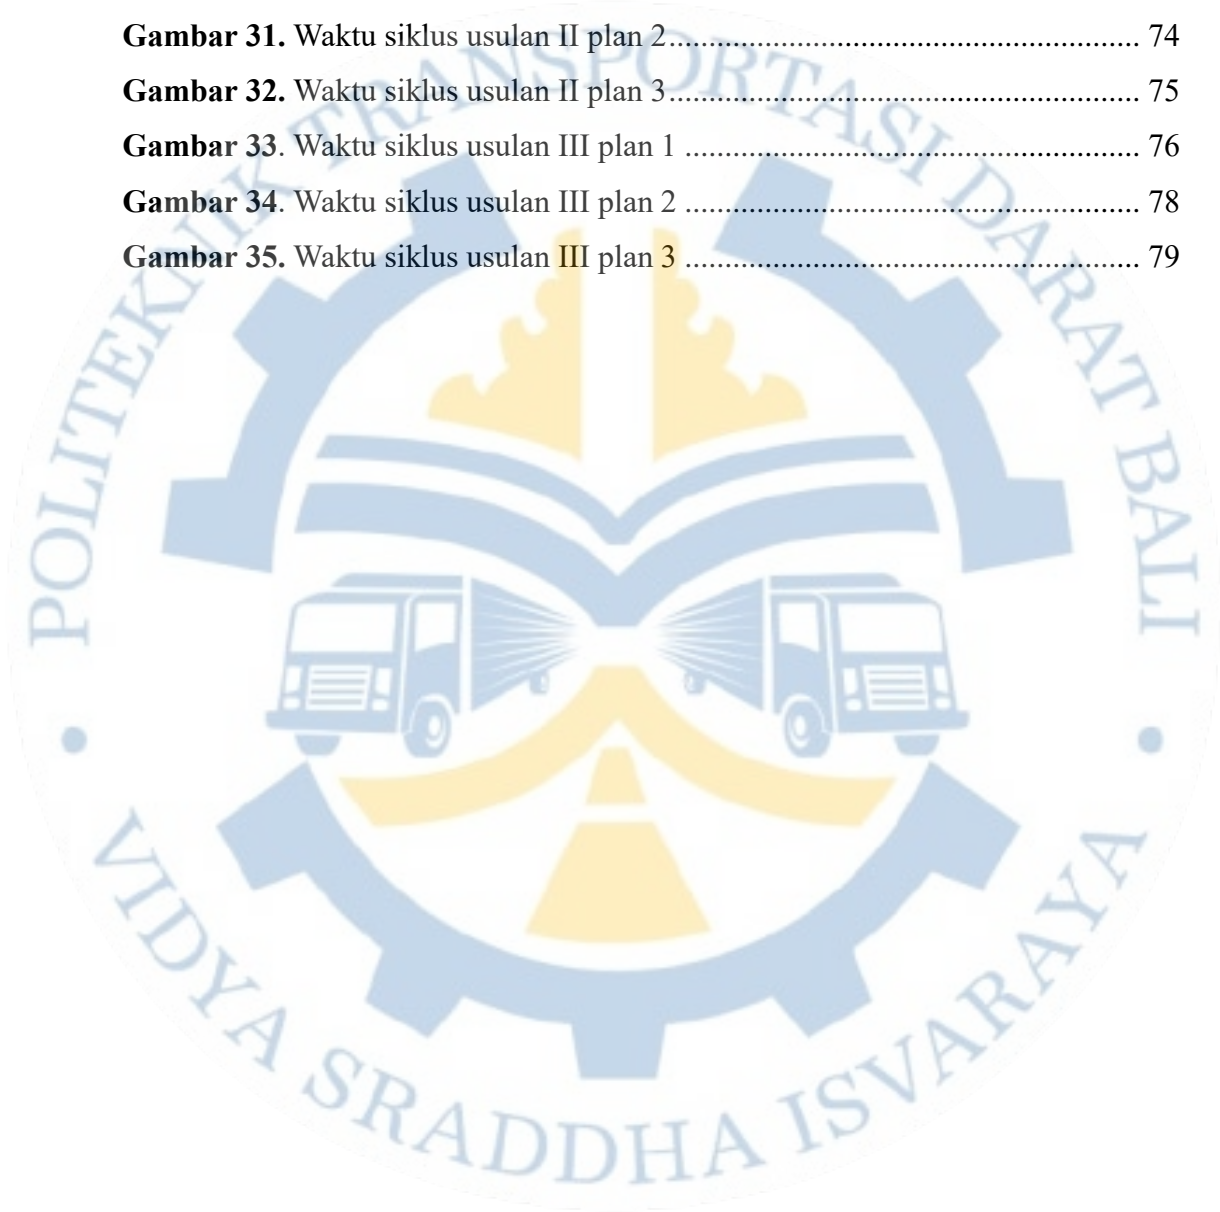 Gambar 31. Waktu siklus usulan II plan 2.......................................................... 74
Gambar 32. Waktu siklus usulan II plan 3.......................................................... 75
Gambar 33. Waktu siklus usulan III plan 1 ........................................................ 76
Gambar 34. Waktu siklus usulan III plan 2 ........................................................ 78
Gambar 35. Waktu siklus usulan III plan 3 ........................................................ 79
POLITEKNIK TRANSPORTASI DARAT BALI
VIDYA SRADDHA ISVARAYA